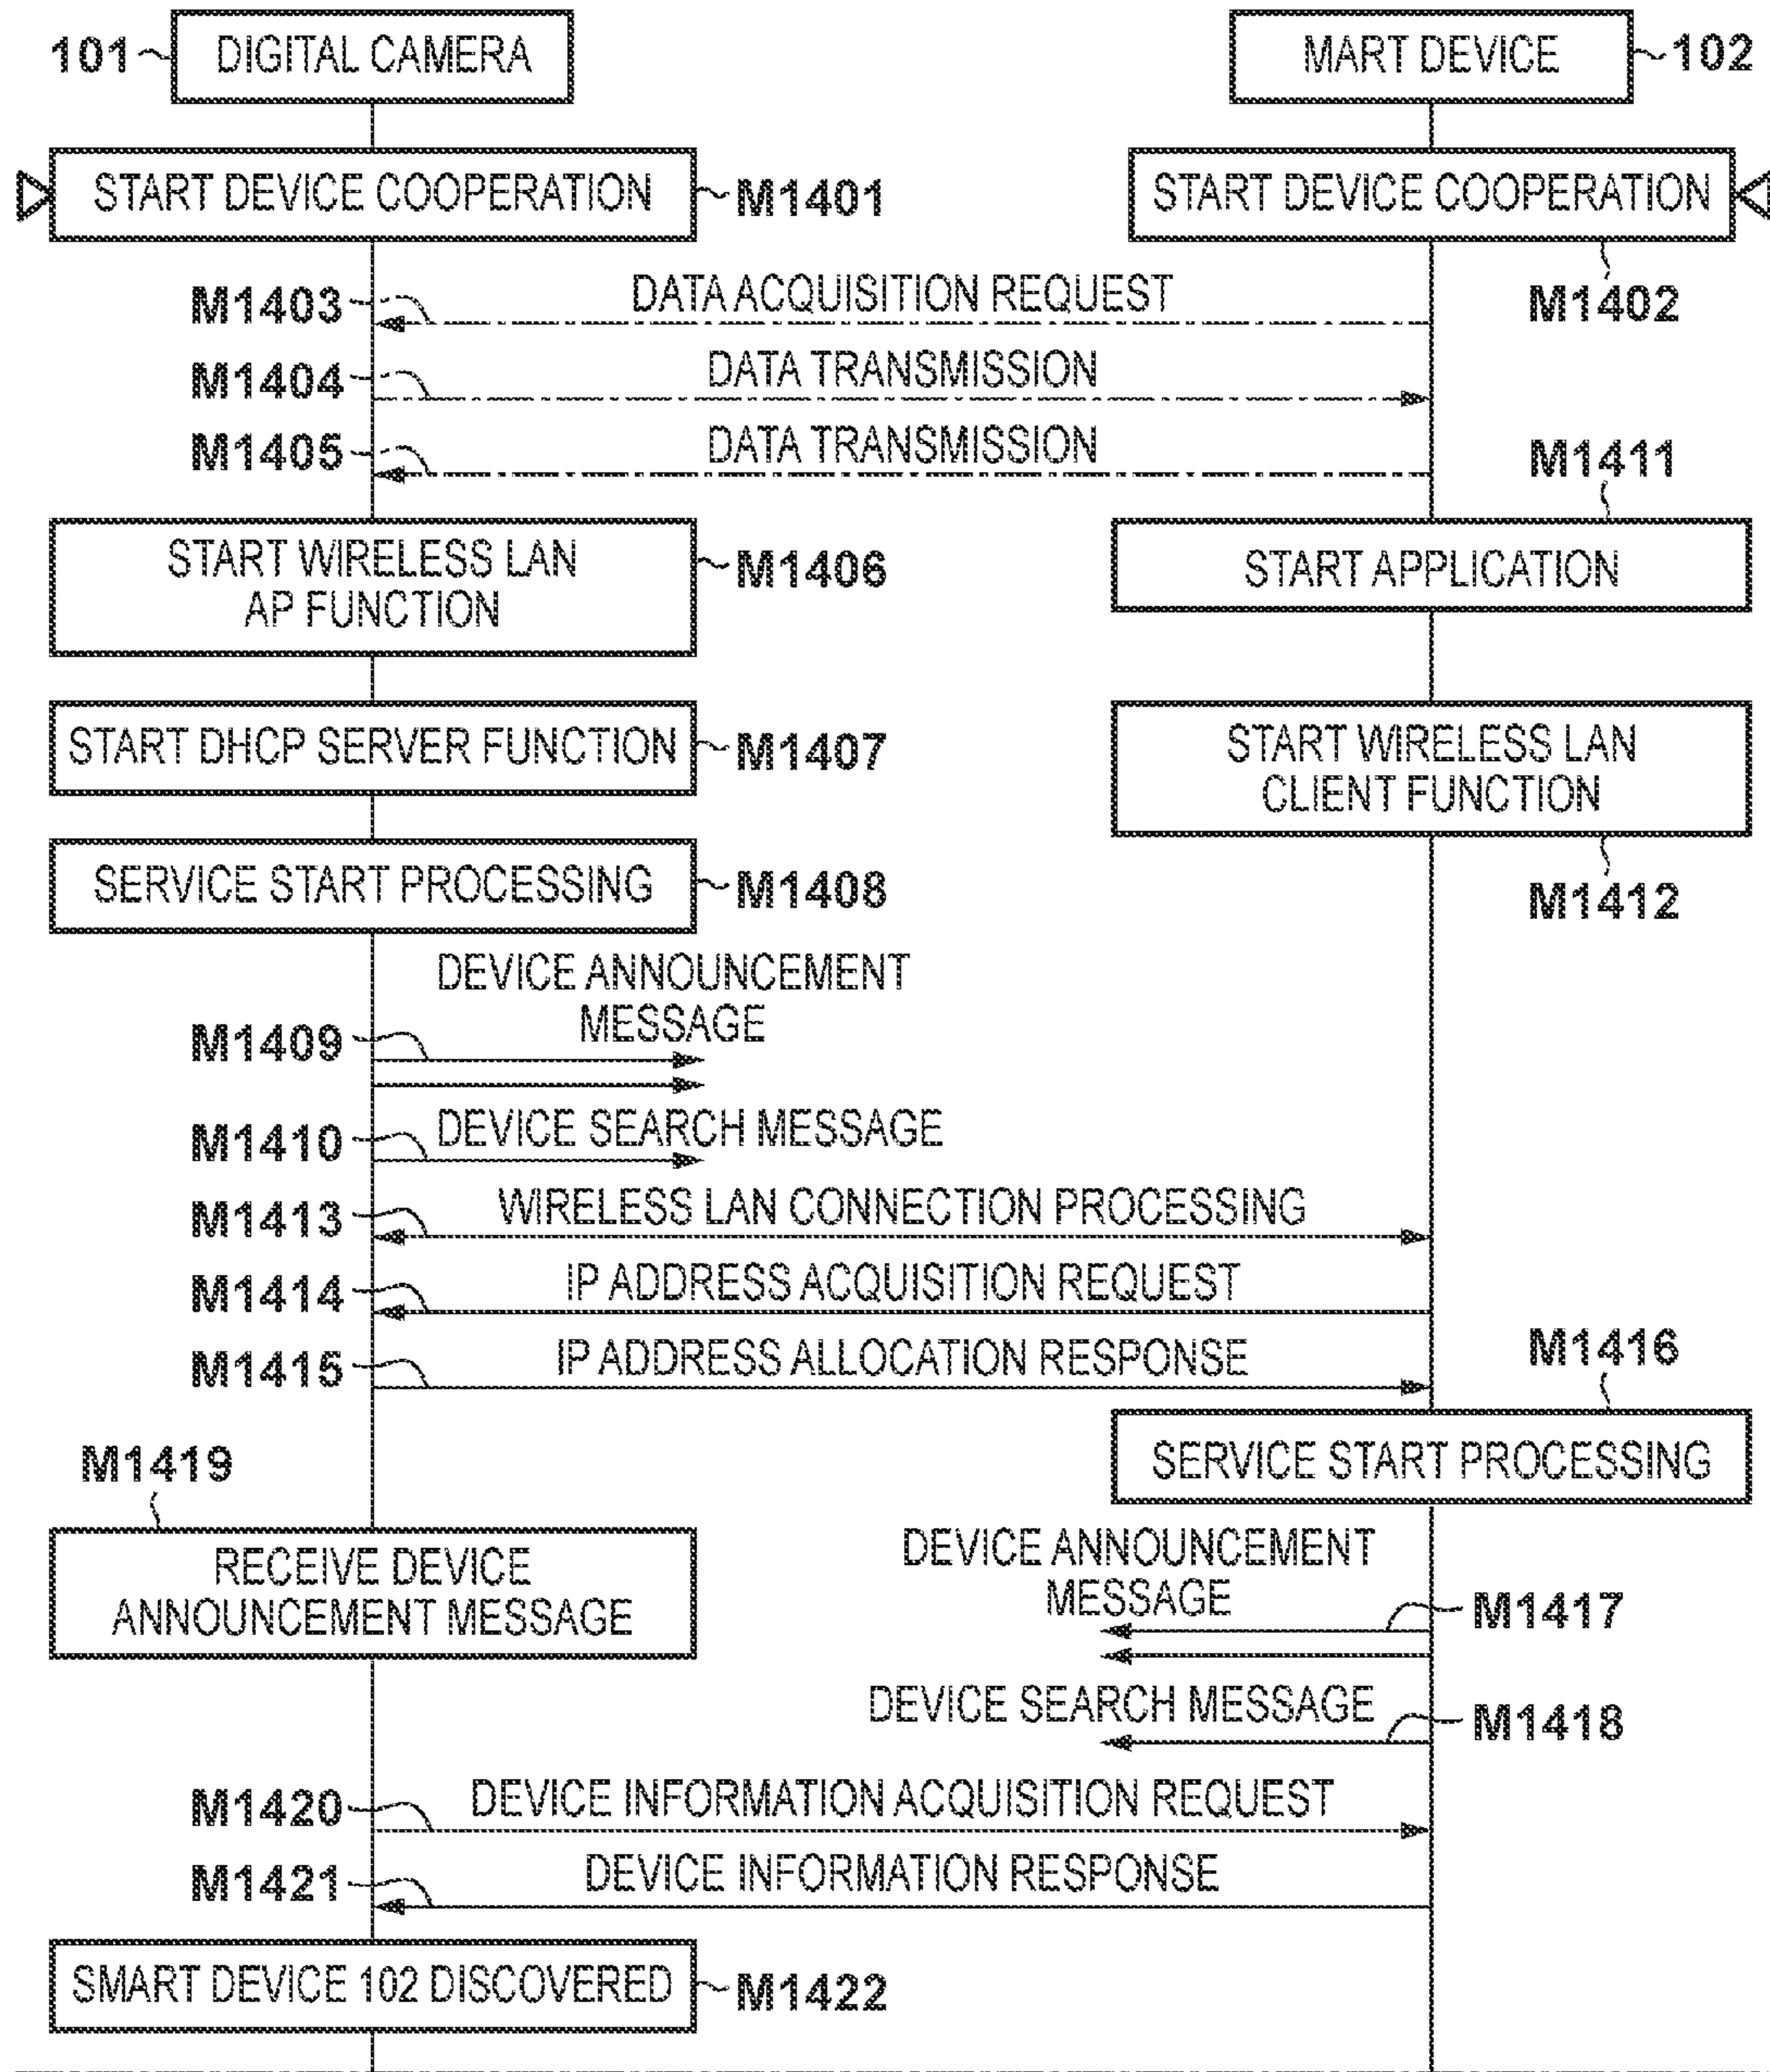 101 DIGITAL CAMERA
MART DEVICE 102
START DEVICE COOPERATION M1401
START DEVICE COOPERATION
M1402
M1403 DATA ACQUISITION REQUEST
M1404 DATA TRANSMISSION
M1405 DATA TRANSMISSION
M1411
START WIRELESS LAN
AP FUNCTION
M1406
START APPLICATION
START DHCP SERVER FUNCTION M1407
START WIRELESS LAN
CLIENT FUNCTION
M1412
SERVICE START PROCESSING M1408
DEVICE ANNOUNCEMENT
MESSAGE
M1409
M1410 DEVICE SEARCH MESSAGE
M1413 WIRELESS LAN CONNECTION PROCESSING
M1414 IP ADDRESS ACQUISITION REQUEST
M1415 IP ADDRESS ALLOCATION RESPONSE
M1416
SERVICE START PROCESSING
M1419
RECEIVE DEVICE
ANNOUNCEMENT MESSAGE
DEVICE ANNOUNCEMENT
MESSAGE
M1417
DEVICE SEARCH MESSAGE M1418
M1420 DEVICE INFORMATION ACQUISITION REQUEST
M1421 DEVICE INFORMATION RESPONSE
SMART DEVICE 102 DISCOVERED M1422